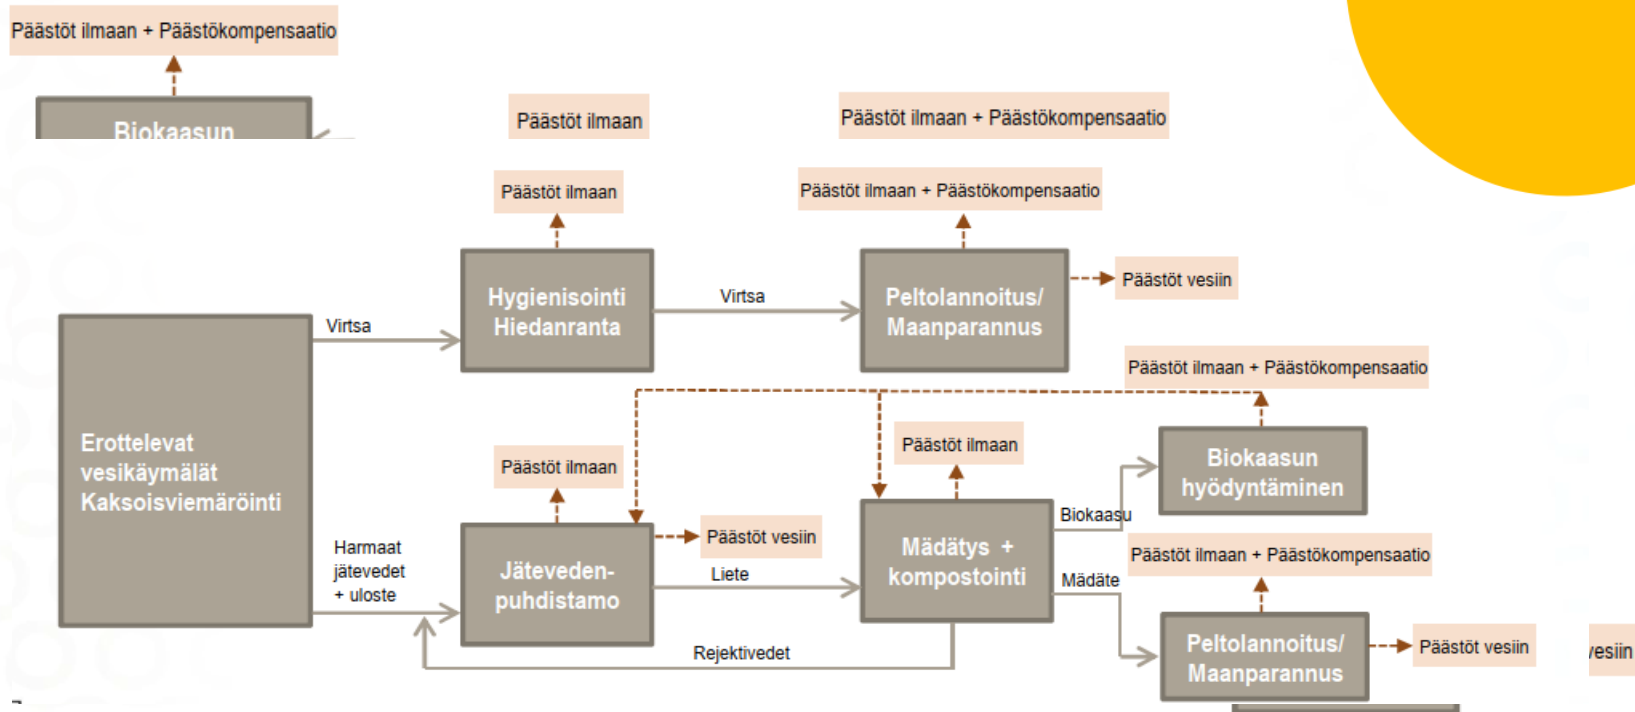 Päästöt ilmaan + Päästökompensaatio
Biokaasun
Päästöt ilmaan
Päästöt ilmaan + Päästökompensaatio
Päästöt ilmaan
Päästöt ilmaan + Päästökompensaatio
Hygienisointi
Hiedanranta
Virtsa
Peltolannoitus/
Maanparannus
Päästöt vesiin
Virtsa
Päästöt ilmaan + Päästökompensaatio
Erottelevat
vesikäymälät
Kaksoisviemäröinti
Päästöt ilmaan
Päästöt ilmaan
Biokaasun
hyödyntäminen
Biokaasu
Harmaat
jätevedet
+ uloste
Päästöt vesiin
Jäteveden-
puhdistamo
Liete
Mädätys +
kompostointi
Mädäte
Päästöt ilmaan + Päästökompensaatio
Rejektivedet
Peltolannoitus/
Maanparannus
Päästöt vesiin
vesiin